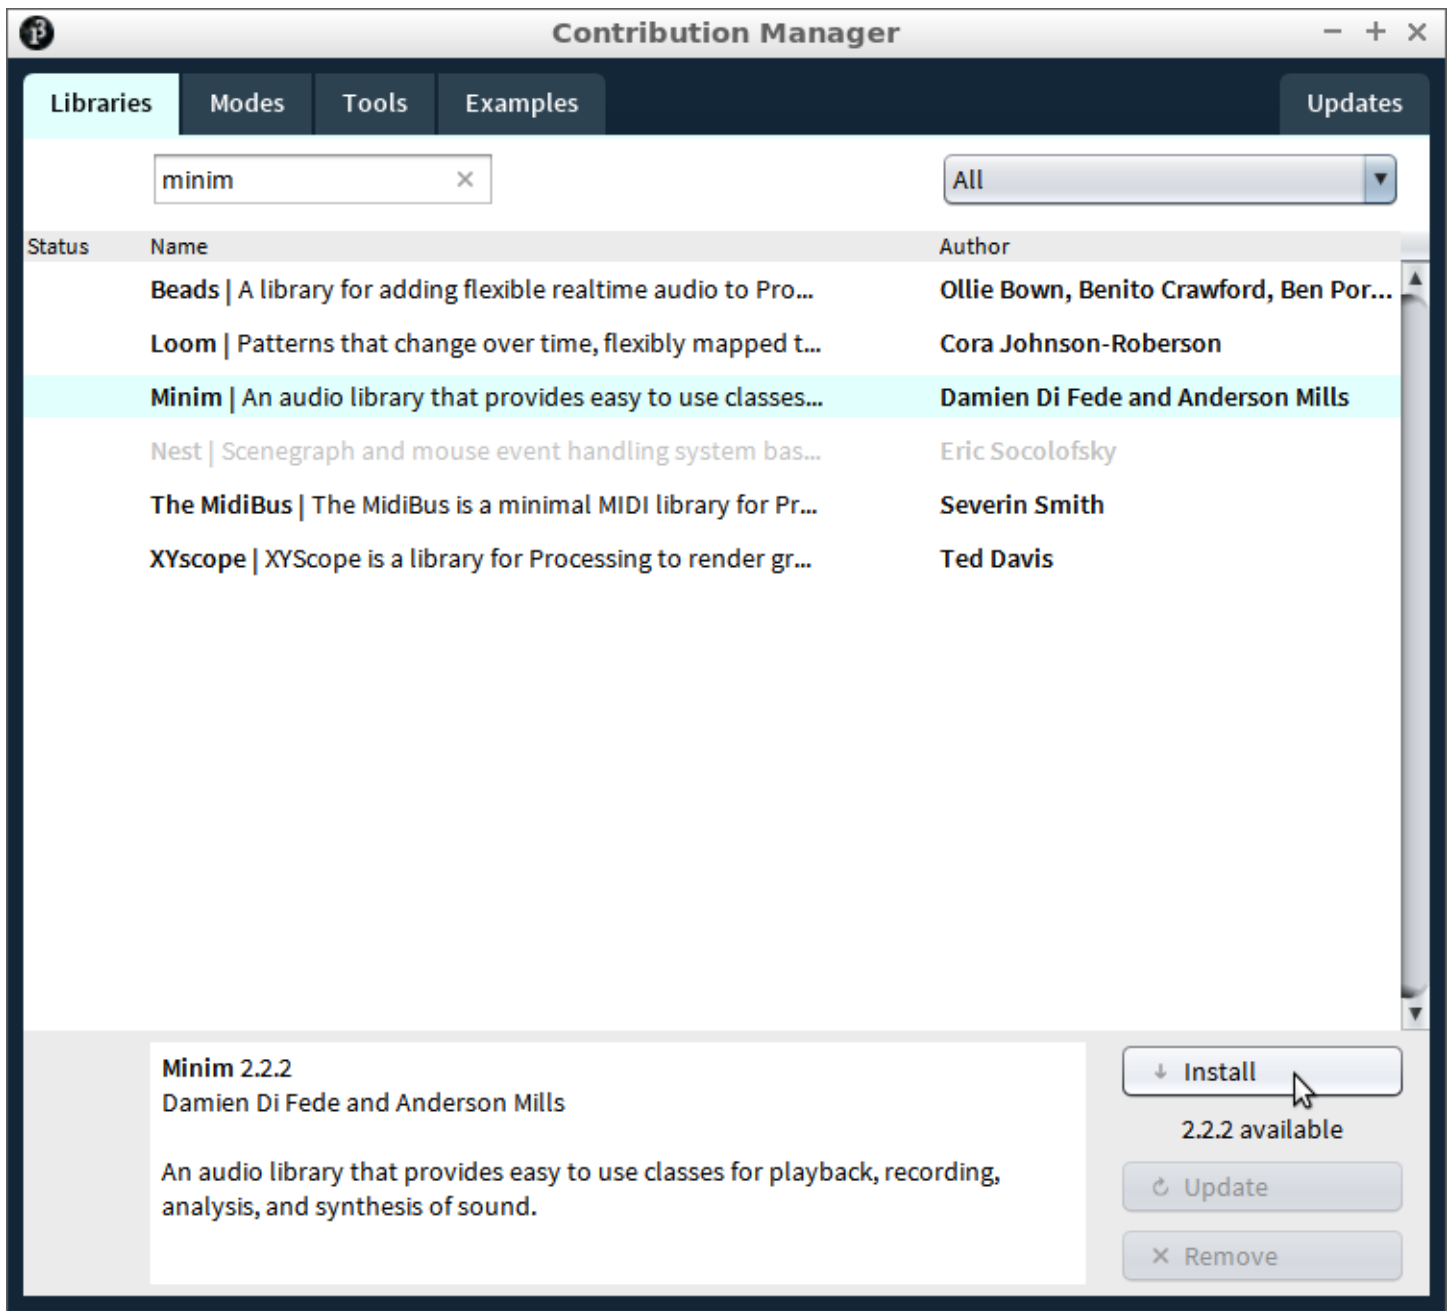 Contribution Manager
Libraries Modes Tools Examples Updates
minim All
Status Name Author
Beads | A library for adding flexible realtime audio to Pro... Ollie Bown, Benito Crawford, Ben Por...
Loom | Patterns that change over time, flexibly mapped t... Cora Johnson-Roberson
Minim | An audio library that provides easy to use classes... Damien Di Fede and Anderson Mills
Nest | Scenegraph and mouse event handling system bas... Eric Socolofsky
The MidiBus | The MidiBus is a minimal MIDI library for Pr... Severin Smith
XYscope | XYScope is a library for Processing to render gr... Ted Davis
Minim 2.2.2
Damien Di Fede and Anderson Mills
An audio library that provides easy to use classes for playback, recording,
analysis, and synthesis of sound.
Install
2.2.2 available
Update
Remove